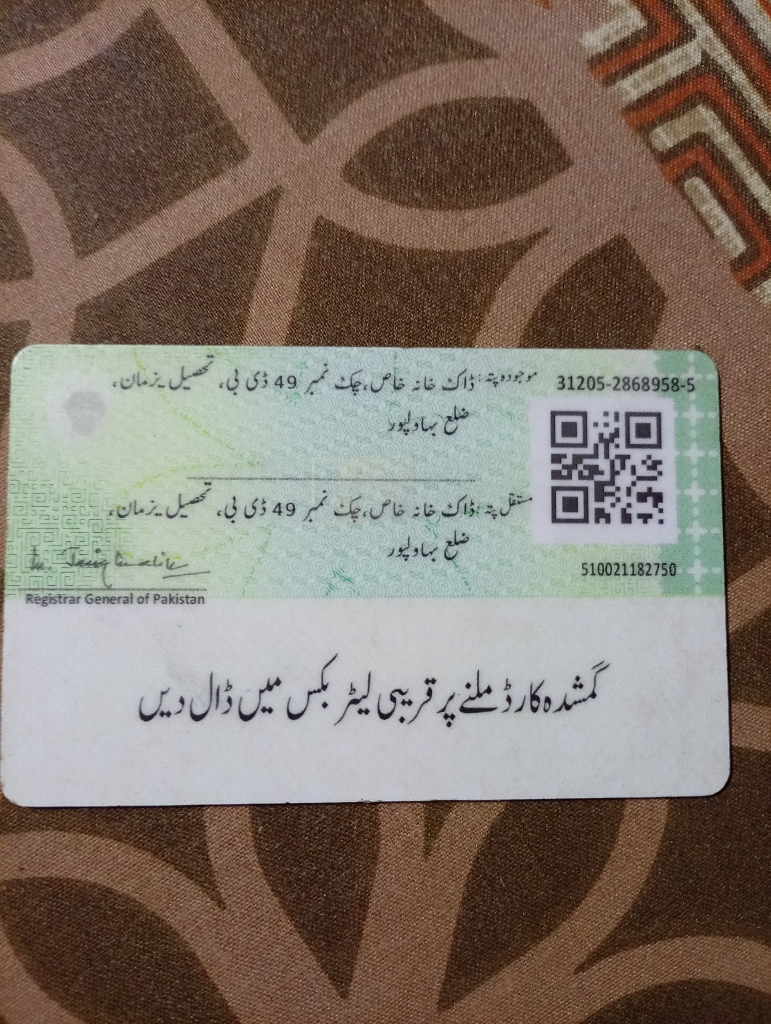 31205-2868958-5
موجودہ پتہ: ڈاک خانہ خاص، چک نمبر 49 ڈی بی، تحصیل یزمان،
ضلع بہاولپور
مستقل پتہ: ڈاک خانہ خاص، چک نمبر 49 ڈی بی، تحصیل یزمان،
ضلع بہاولپور
510021182750
Registrar General of Pakistan
گمشدہ کارڈ ملنے پر قریبی لیٹر بکس میں ڈال دیں